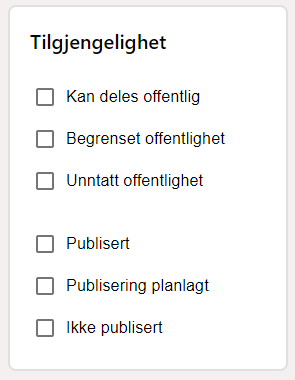 Tilgjengelighet
Kan deles offentlig
Begrenset offentlighet
Unntatt offentlighet
Publisert
Publisering planlagt
Ikke publisert